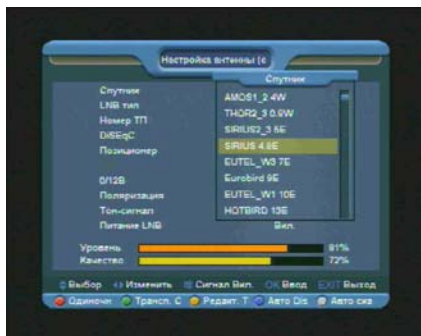 Настройка антенны (с
Спутник
Спутник
LNB тип
Номер ТП
DiSEqC
Позиционер
0/12В
Поляризация
Тон-сигнал
Питание LNB
AMOS1_2 4W
THOR2_3 0.8W
SIRIUS2_3 5E
SIRIUS 4.8E
EUTEL_W3 7E
Eurobird 9E
EUTEL_W1 10E
HOTBIRD 13E
Вкл.
Уровень 81%
Качество 72%
Выбор Изменить Сигнал Вкл. OK Ввод EXIT Выход
Одиночн Трансп. С Редакт. Т Авто Dis Авто ска